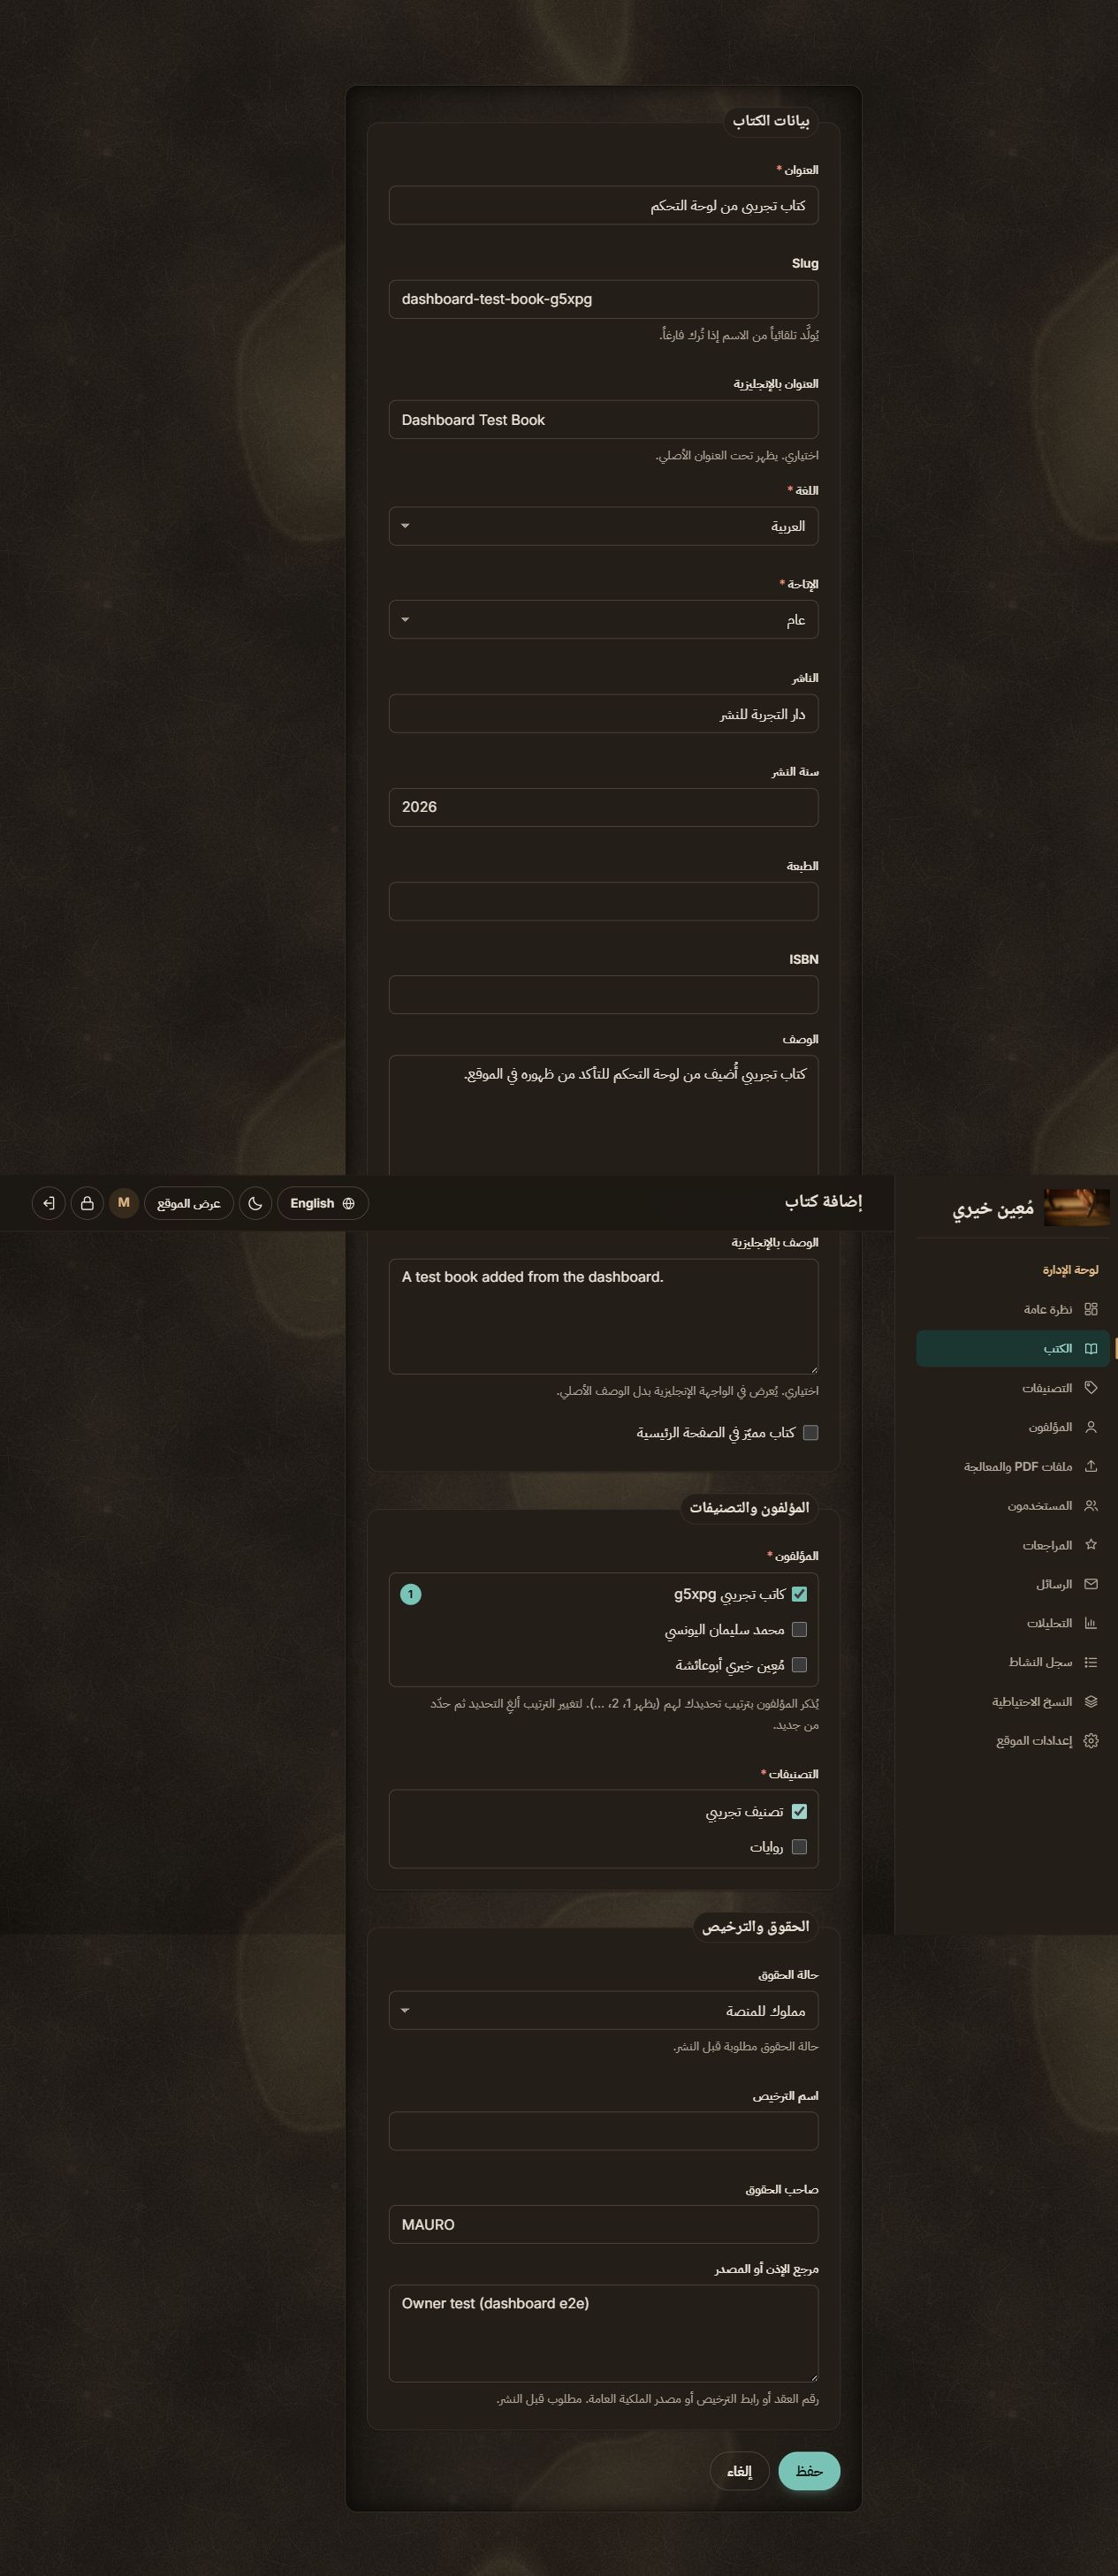 بيانات الكتاب
العنوان *
كتاب تجريبي من لوحة التحكم
Slug
dashboard-test-book-g5xpg
يُولَّد تلقائياً من الاسم إذا تُرك فارغاً.
العنوان بالإنجليزية
Dashboard Test Book
اختياري. يظهر تحت العنوان الأصلي.
اللغة *
العربية
الإتاحة *
عام
الناشر
دار التجربة للنشر
سنة النشر
2026
الطبعة
ISBN
الوصف
كتاب تجريبي أُضيف من لوحة التحكم للتأكد من ظهوره في الموقع.
مُعِين خيري
إضافة كتاب
English
عرض الموقع
M
لوحة الإدارة
نظرة عامة
الكتب
التصنيفات
المؤلفون
ملفات PDF والمعالجة
المستخدمون
المراجعات
الرسائل
التحليلات
سجل النشاط
النسخ الاحتياطية
إعدادات الموقع
الوصف بالإنجليزية
A test book added from the dashboard.
اختياري. يُعرض في الواجهة الإنجليزية بدل الوصف الأصلي.
كتاب مميّز في الصفحة الرئيسية
المؤلفون والتصنيفات
المؤلفون *
كاتب تجريبي g5xpg
1
محمد سليمان اليونسي
مُعِين خيري أبوعائشة
يُذكر المؤلفون بترتيب تحديدك لهم (يظهر 1، 2، ...). لتغيير الترتيب ألغِ التحديد ثم حدّد
من جديد.
التصنيفات *
تصنيف تجريبي
روايات
الحقوق والترخيص
حالة الحقوق
مملوك للمنصة
حالة الحقوق مطلوبة قبل النشر.
اسم الترخيص
صاحب الحقوق
MAURO
مرجع الإذن أو المصدر
Owner test (dashboard e2e)
رقم العقد أو رابط الترخيص أو مصدر الملكية العامة. مطلوب قبل النشر.
حفظ
إلغاء